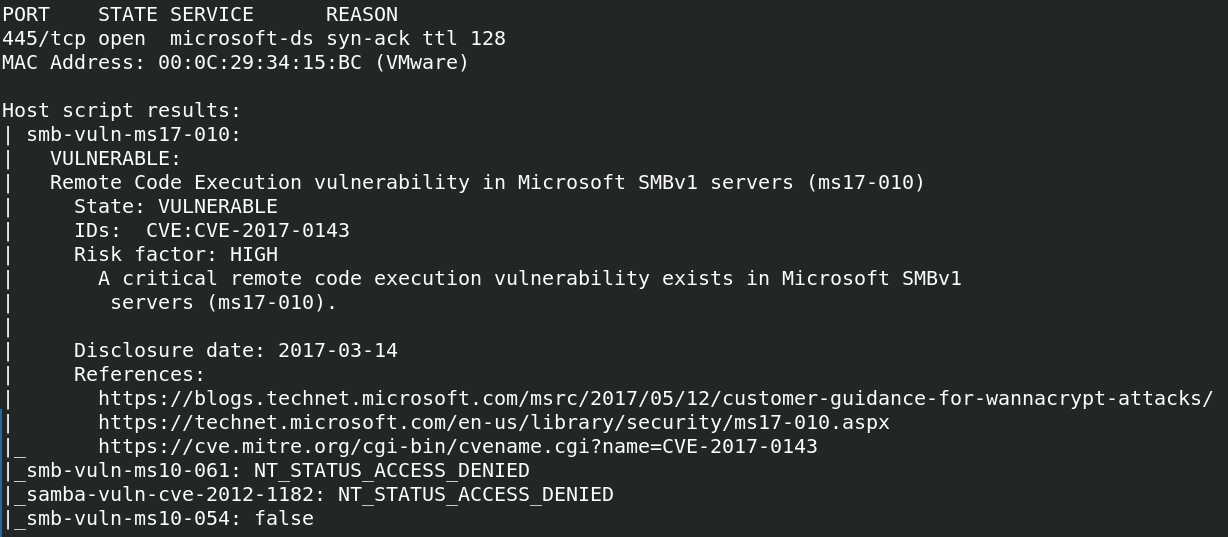 PORT    STATE SERVICE      REASON
445/tcp open  microsoft-ds syn-ack ttl 128
MAC Address: 00:0C:29:34:15:BC (VMware)

Host script results:
| smb-vuln-ms17-010:
|   VULNERABLE:
|   Remote Code Execution vulnerability in Microsoft SMBv1 servers (ms17-010)
|     State: VULNERABLE
|     IDs:  CVE:CVE-2017-0143
|     Risk factor: HIGH
|       A critical remote code execution vulnerability exists in Microsoft SMBv1
|        servers (ms17-010).
|
|     Disclosure date: 2017-03-14
|     References:
|       https://blogs.technet.microsoft.com/msrc/2017/05/12/customer-guidance-for-wannacrypt-attacks/
|       https://technet.microsoft.com/en-us/library/security/ms17-010.aspx
|_      https://cve.mitre.org/cgi-bin/cvename.cgi?name=CVE-2017-0143
|_smb-vuln-ms10-061: NT_STATUS_ACCESS_DENIED
|_samba-vuln-cve-2012-1182: NT_STATUS_ACCESS_DENIED
|_smb-vuln-ms10-054: false